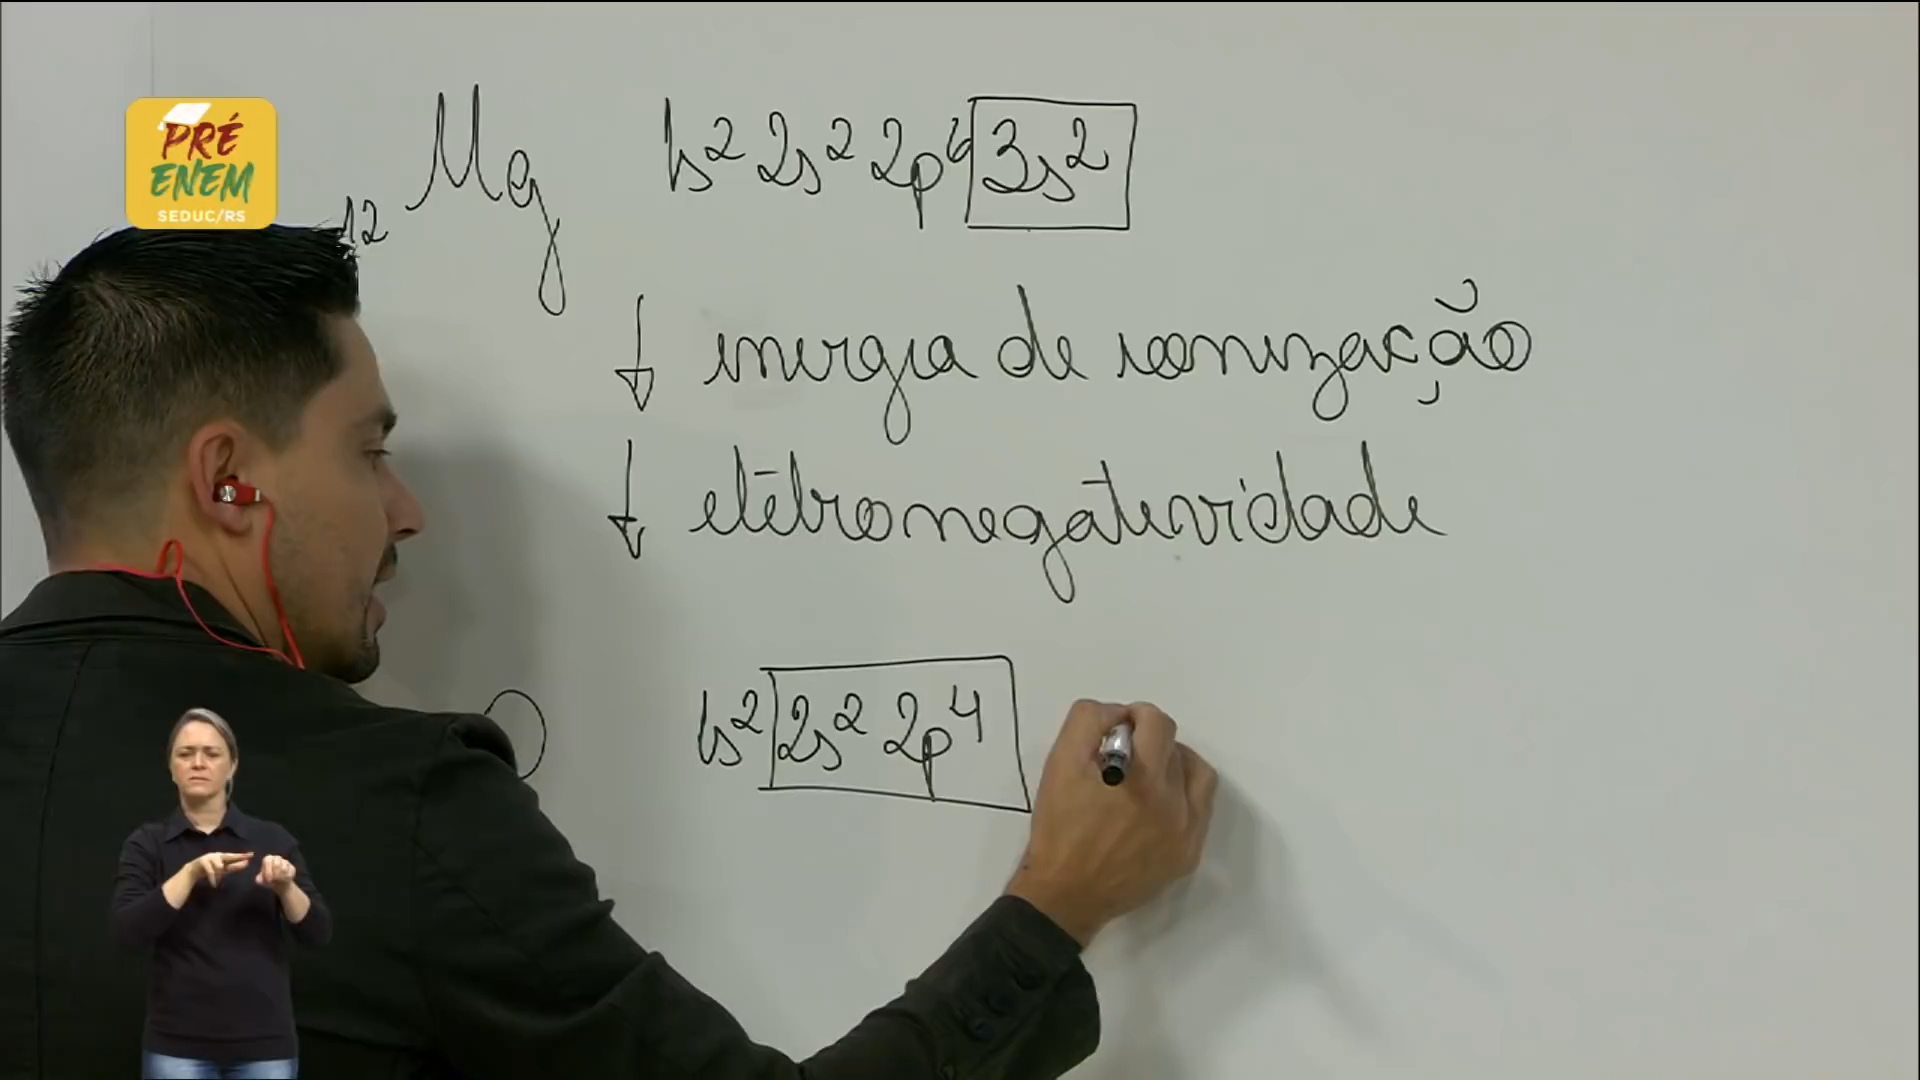 PRÉ
ENEM
SEDUC/RS
12 Mg 1s² 2s² 2p⁶ 3s²
↓ energia de ionização
↓ eletronegatividade
O 1s² 2s² 2p⁴